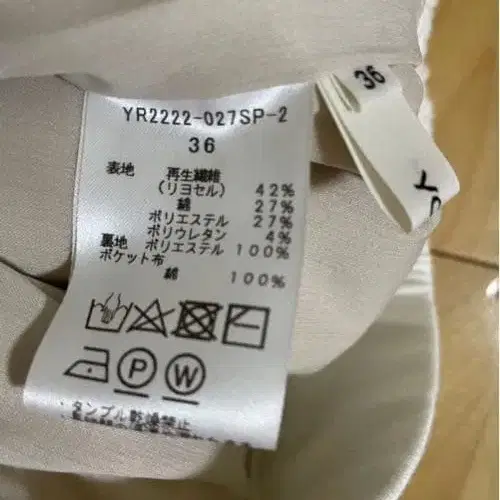 YR2222-027SP-2
36
表地 再生繊維
(リヨセル) 42%
綿 27%
ポリエステル 27%
ポリウレタン 4%
裏地 ポリエステル 100%
ポケット布
綿 100%
P W
タンブル乾燥禁止
36